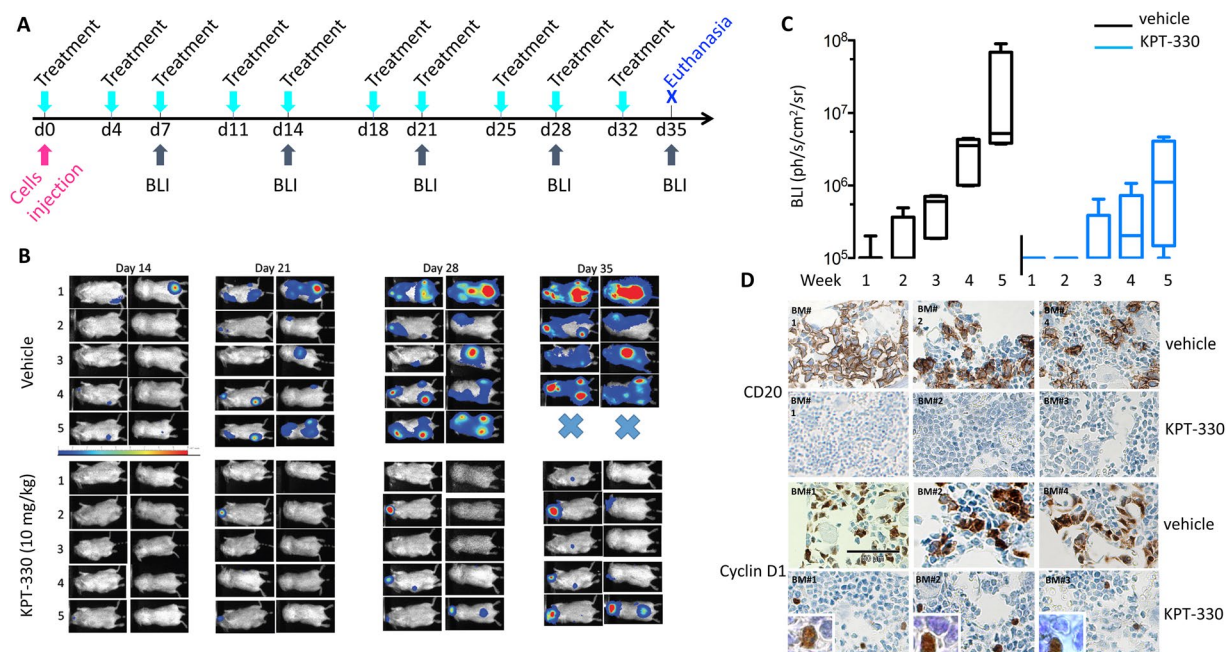 A
Treatment
Treatment
Treatment
Treatment
Treatment
Treatment
Treatment
Treatment
Treatment
Treatment
Euthanasia
X
d0 d4 d7 d11 d14 d18 d21 d25 d28 d32 d35
Cells
injection
BLI BLI BLI BLI BLI
B
Day 14 Day 21 Day 28 Day 35
Vehicle
1
2
3
4
5
KPT-330 (10 mg/kg)
1
2
3
4
5
C
vehicle
KPT-330
BLI (ph/s/cm²/sr)
10⁸
10⁷
10⁶
10⁵
Week 1 2 3 4 5 1 2 3 4 5
D
CD20
BM#
1
BM#
2
BM#
4
vehicle
BM#
1
BM#2
BM#3
KPT-330
Cyclin D1
BM#1
BM#2
BM#4
vehicle
BM#1
BM#2
BM#3
KPT-330